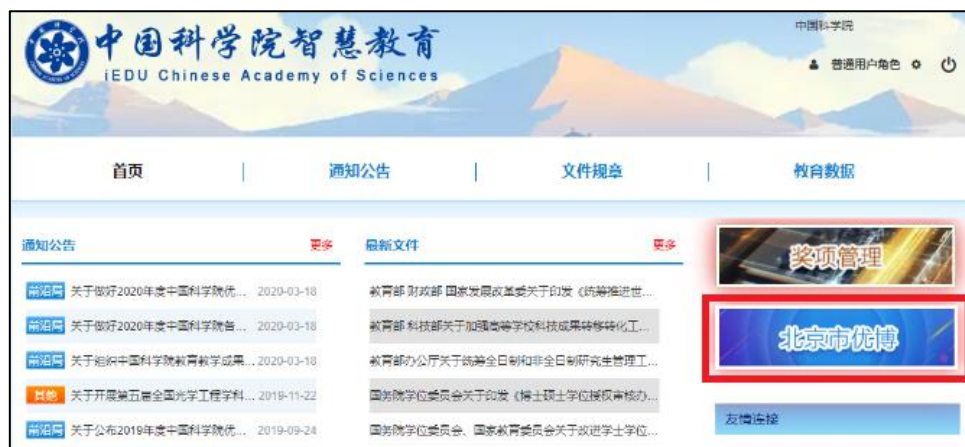 中国科学院智慧教育
iEDU Chinese Academy of Sciences
中国科学院
普通用户角色
首页
通知公告
文件规章
教育数据
通知公告 更多
前沿局 关于做好2020年度中国科学院优... 2020-03-18
前沿局 关于做好2020年度中国科学院各... 2020-03-18
前沿局 关于组织中国科学院教育教学成果... 2020-03-18
其他 关于开展第五届全国光学工程学科... 2019-11-22
前沿局 关于公布2019年度中国科学院优... 2019-09-24
最新文件 更多
教育部 财政部 国家发展改革委关于印发《统筹推进世...
教育部 科技部关于加强高等学校科技成果转移转化工...
教育部办公厅关于统筹全日制和非全日制研究生管理工...
国务院学位委员会关于印发《博士硕士学位授权审核办...
国务院学位委员会、国家教育委员会关于改进学士学位...
奖项管理
北京市优博
友情连接